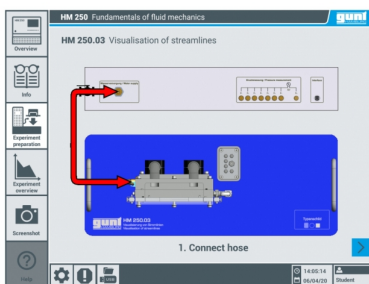 HM 250 Fundamentals of fluid mechanics
gunt
HM 250.03 Visualisation of streamlines
Overview
Info
Experiment preparation
Experiment overview
Screenshot
Help
HM 250.03
gunt
1. Connect hose
14:05:14
06/04/20
Student